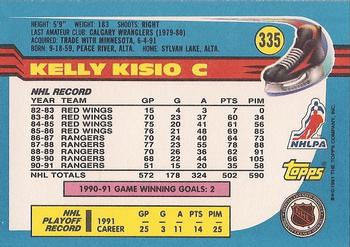 HEIGHT: 5'9" WEIGHT: 183 SHOOTS: RIGHT
LAST AMATEUR CLUB: CALGARY WRANGLERS (1979-80)
ACQUIRED: TRADE WITH MINNESOTA, 6-4-91
BORN: 9-18-59, PEACE RIVER, ALTA. HOME: SYLVAN LAKE, ALTA.
335
KELLY KISIO C
NHL RECORD
YEAR TEAM GP G A PTS PIM
82-83 RED WINGS 15 4 3 7 0
83-84 RED WINGS 70 23 37 60 34
84-85 RED WINGS 75 20 41 61 56
85-86 RED WINGS 76 21 48 69 85
86-87 RANGERS 70 24 40 64 73
87-88 RANGERS 77 23 55 78 88
88-89 RANGERS 70 26 36 62 91
89-90 RANGERS 68 22 44 66 105
90-91 RANGERS 51 15 20 35 58
NHL TOTALS 572 178 324 502 590
1990-91 GAME WINNING GOALS: 2
NHL PLAYOFF RECORD
GP G A PTS PIM
1991
CAREER 25 3 11 14 25
NHLPA
Topps
©1991 THE TOPPS COMPANY, INC.